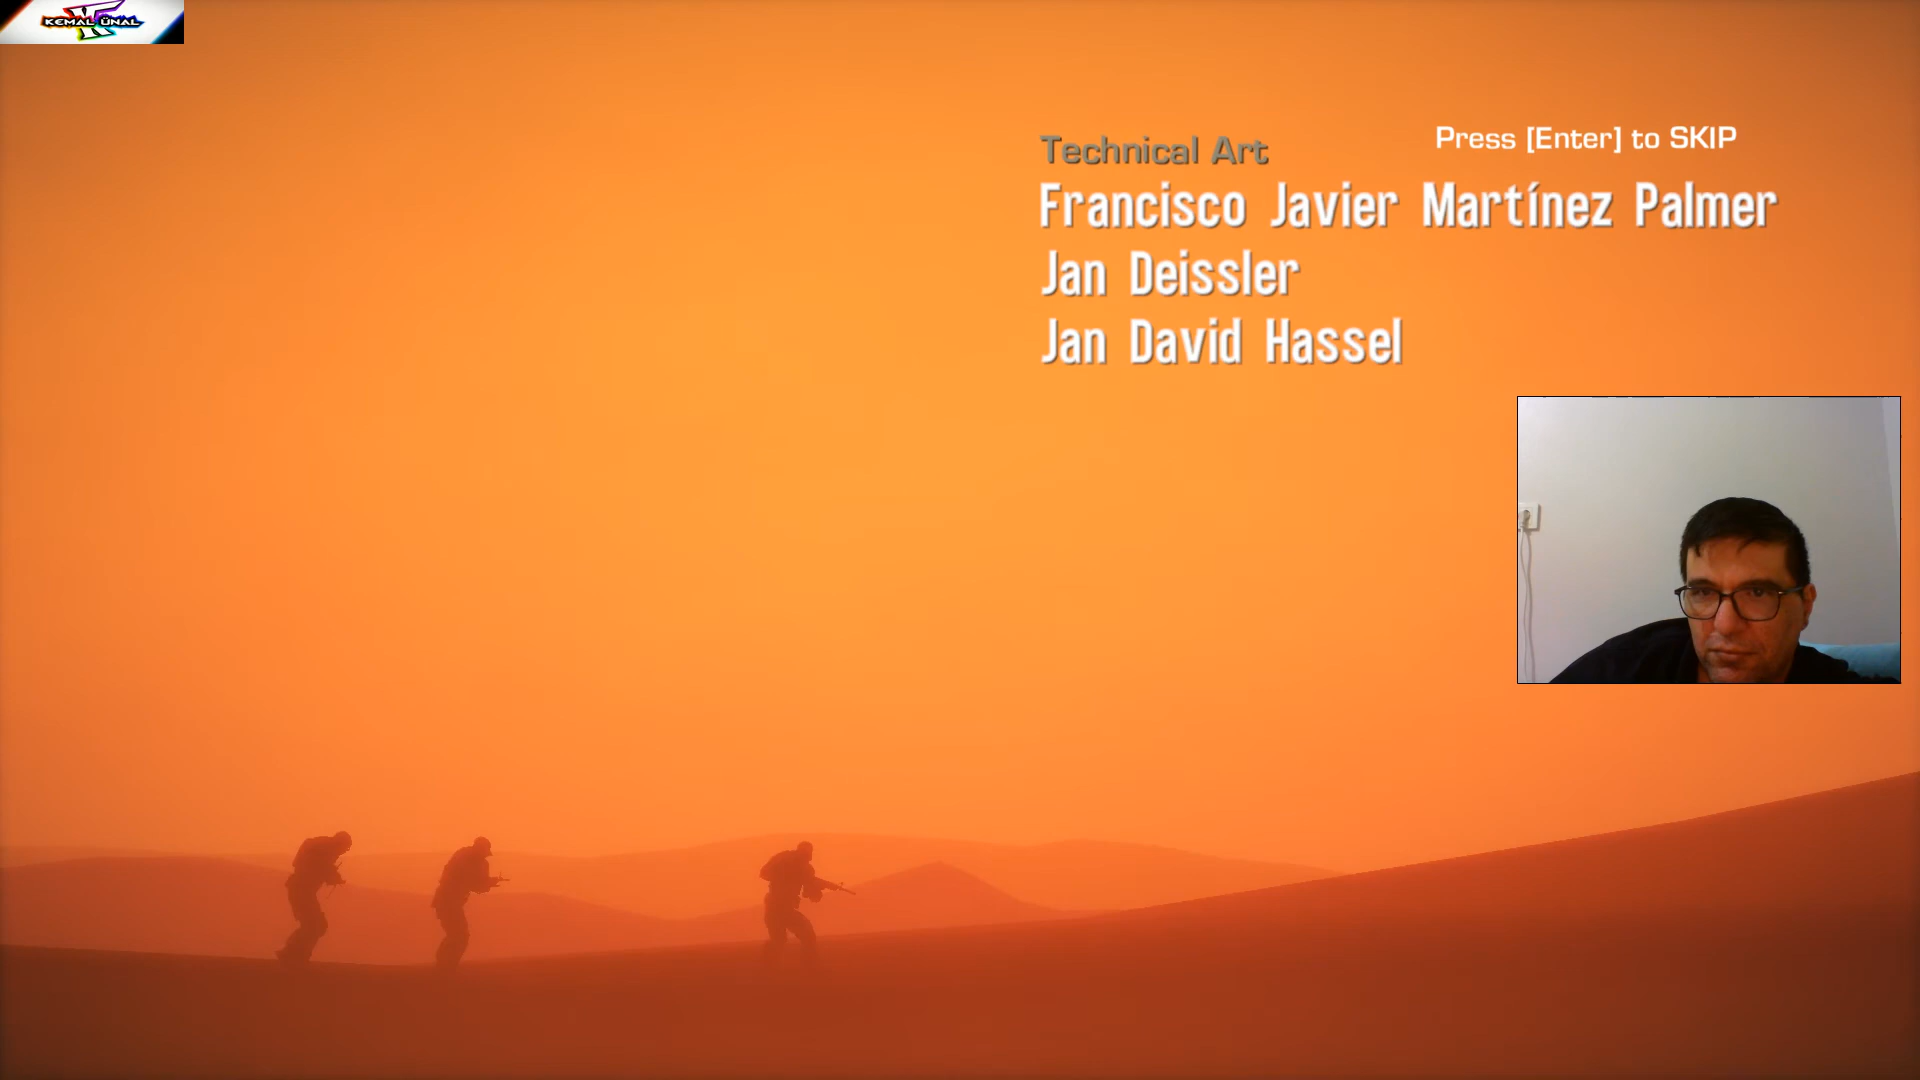 KEMAL ÜNAL
Press [Enter] to SKIP
Technical Art
Francisco Javier Martínez Palmer
Jan Deissler
Jan David Hassel